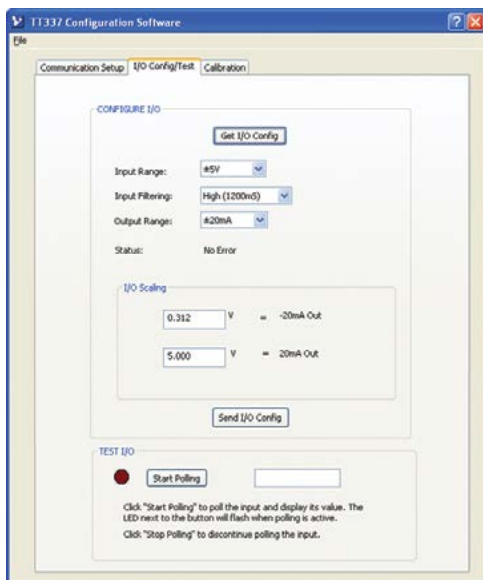 TT337 Configuration Software
File
Communication Setup I/O Config/Test Calibration
CONFIGURE I/O
Get I/O Config
Input Range: ±5V
Input Filtering: High (1200mS)
Output Range: ±20mA
Status: No Error
I/O Scaling
0.312 V = -20mA Out
5.000 V = 20mA Out
Send I/O Config
TEST I/O
Start Polling
Click "Start Polling" to poll the input and display its value. The
LED next to the button will flash when polling is active.
Click "Stop Polling" to discontinue polling the input.